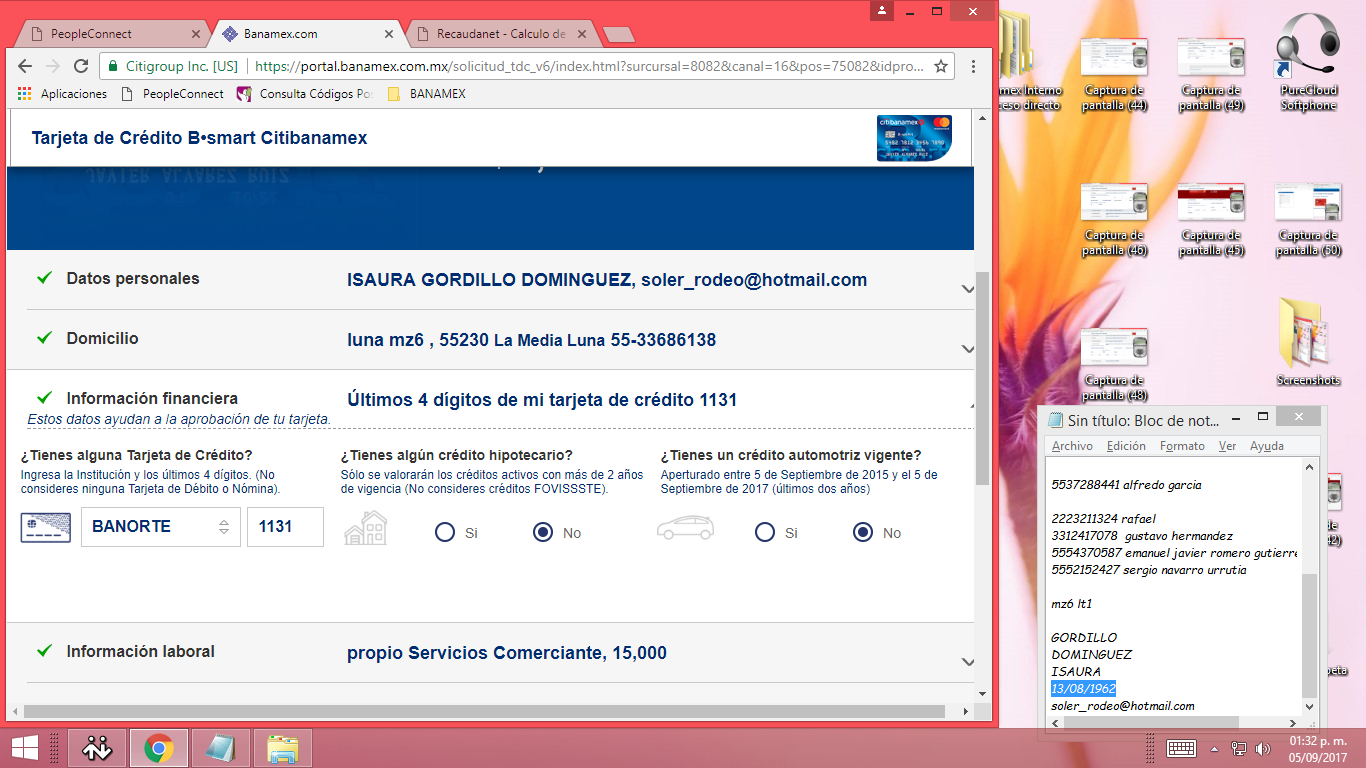 PeopleConnect
Banamex.com
Recaudanet - Calculo de
Citigroup Inc. [US]
https://portal.banamex.com.mx/solicitud_tdc_v6/index.html?surcursal=8082&canal=16&pos=75082&idpro...
Aplicaciones
PeopleConnect
Consulta Códigos Po
BANAMEX
Tarjeta de Crédito B•smart Citibanamex
citibanamex
JAVIER ALVAREZ RUIZ
Datos personales
ISAURA GORDILLO DOMINGUEZ, soler_rodeo@hotmail.com
Domicilio
luna mz6 , 55230 La Media Luna 55-33686138
Información financiera
Últimos 4 dígitos de mi tarjeta de crédito 1131
Estos datos ayudan a la aprobación de tu tarjeta.
¿Tienes alguna Tarjeta de Crédito?
Ingresa la Institución y los últimos 4 dígitos. (No
consideres ninguna Tarjeta de Débito o Nómina).
BANORTE
1131
¿Tienes algún crédito hipotecario?
Sólo se valorarán los créditos activos con más de 2 años
de vigencia (No consideres créditos FOVISSSTE).
Si
No
¿Tienes un crédito automotriz vigente?
Aperturado entre 5 de Septiembre de 2015 y el 5 de
Septiembre de 2017 (últimos dos años)
Si
No
Información laboral
propio Servicios Comerciante, 15,000
mex Interno
ceso directo
Captura de
pantalla (44)
Captura de
pantalla (49)
PureCloud
Softphone
Captura de
pantalla (46)
Captura de
pantalla (45)
Captura de
pantalla (50)
Captura de
pantalla (48)
Screenshots
Sin título: Bloc de not...
Archivo
Edición
Formato
Ver
Ayuda
5537288441 alfredo garcia
2223211324 rafael
3312417078 gustavo hermandez
5554370587 emanuel javier romero gutierre
5552152427 sergio navarro urrutia
mz6 lt1
GORDILLO
DOMINGUEZ
ISAURA
13/08/1962
soler_rodeo@hotmail.com
de
42)
peta
01:32 p. m.
05/09/2017